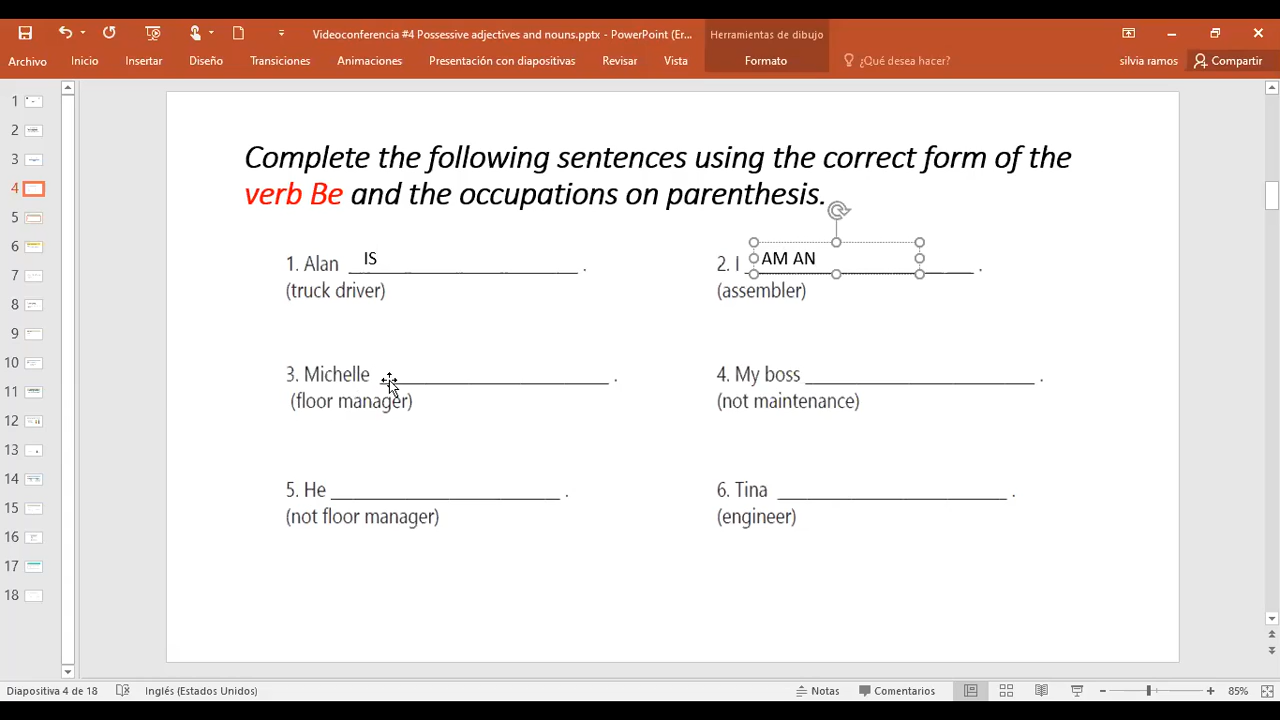 Videoconferencia #4 Possessive adjectives and nouns.pptx - PowerPoint (Er...
Herramientas de dibujo
Archivo Inicio Insertar Diseño Transiciones Animaciones Presentación con diapositivas Revisar Vista Formato ¿Qué desea hacer? silvia ramos Compartir
1
2
3
4
5
6
7
8
9
10
11
12
13
14
15
16
17
18
Complete the following sentences using the correct form of the
verb Be and the occupations on parenthesis.
1. Alan IS ______________________ .
(truck driver)
2. I AM AN ______________________ .
(assembler)
3. Michelle ______________________ .
(floor manager)
4. My boss ______________________ .
(not maintenance)
5. He ______________________ .
(not floor manager)
6. Tina ______________________ .
(engineer)
Diapositiva 4 de 18 Inglés (Estados Unidos) Notas Comentarios 85%